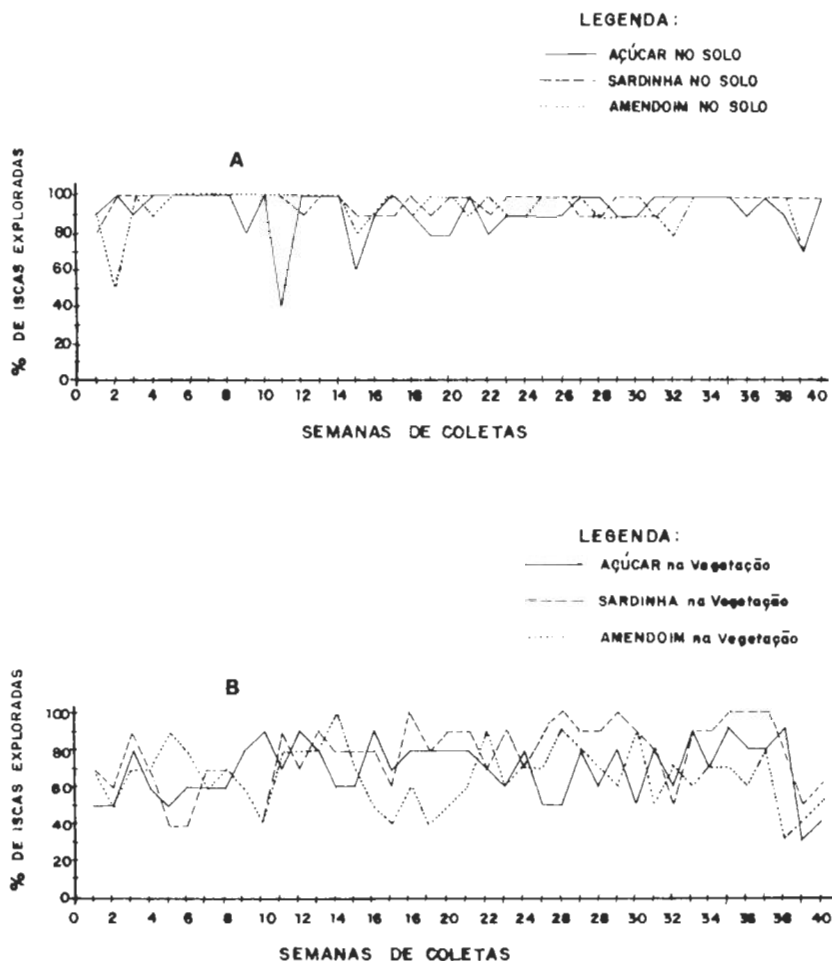 LEGENDA:
AÇÚCAR NO SOLO
SARDINHA NO SOLO
AMENDOIM NO SOLO
A
% DE ISCAS EXPLORADAS
100
80
60
40
20
0
0 2 4 6 8 10 12 14 16 18 20 22 24 26 28 30 32 34 36 38 40
SEMANAS DE COLETAS
LEGENDA:
AÇÚCAR na Vegetação
SARDINHA na Vegetação
AMENDOIM na Vegetação
B
% DE ISCAS EXPLORADAS
100
80
60
40
20
0
0 2 4 6 8 10 12 14 16 18 20 22 24 26 28 30 32 34 36 38 40
SEMANAS DE COLETAS